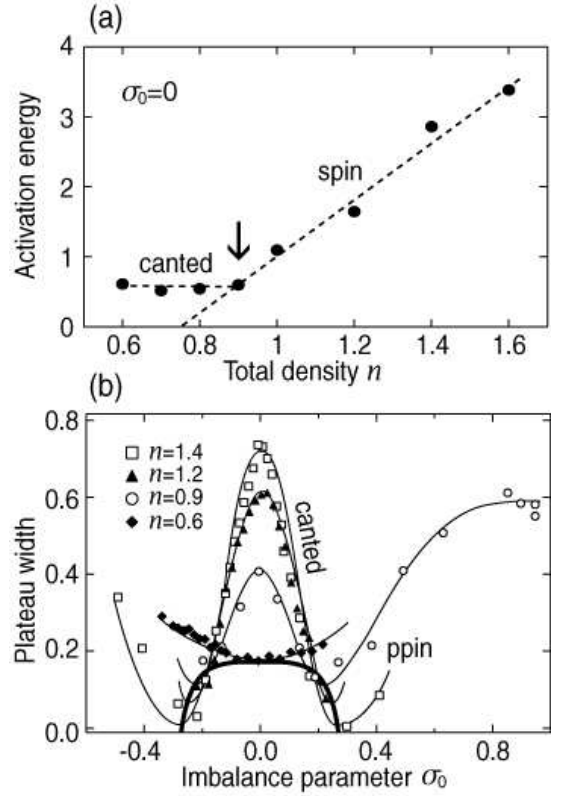 (a)
4
3
2
1
0
Activation energy
σ₀=0
spin
canted
0.6 0.8 1 1.2 1.4 1.6
Total density n
(b)
0.8
0.6
0.4
0.2
0.0
Plateau width
n=1.4
n=1.2
n=0.9
n=0.6
canted
ppin
-0.4 0.0 0.4 0.8
Imbalance parameter σ₀